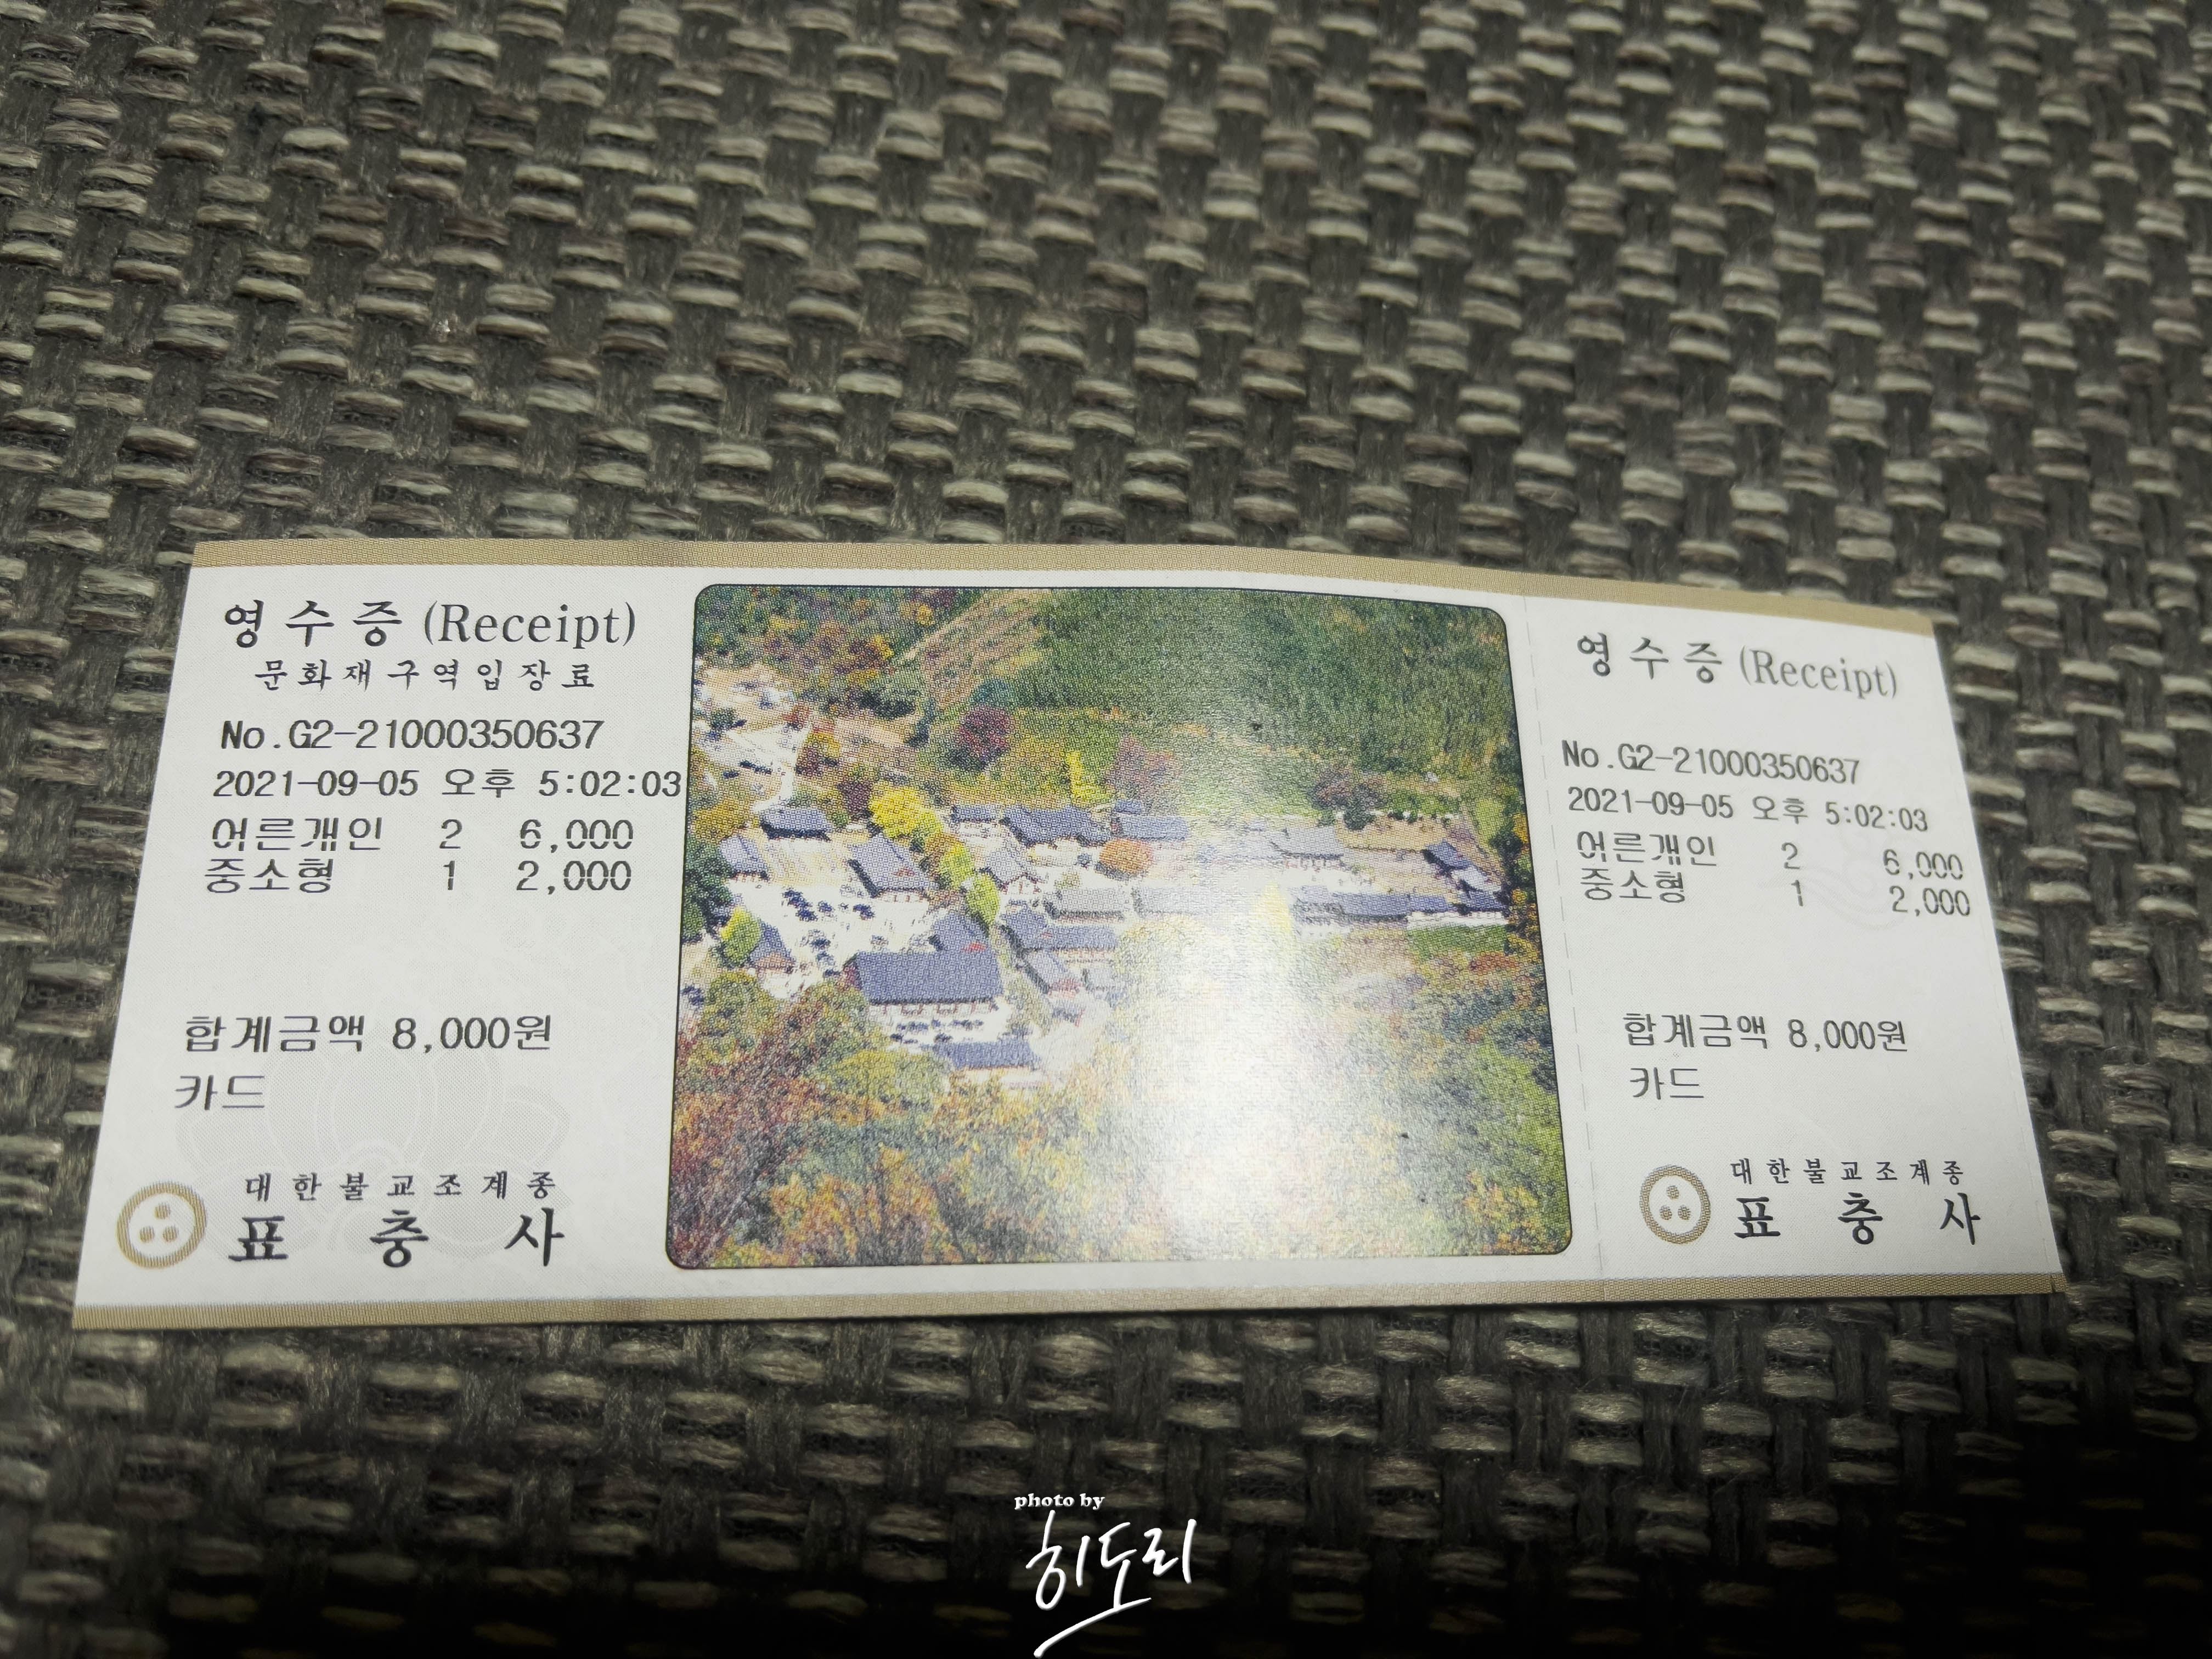 영수증 (Receipt)
문화재구역입장료
No.G2-21000350637
2021-09-05 오후 5:02:03
어른개인 2 6,000
중소형 1 2,000
합계금액 8,000원
카드
대한불교조계종
표충사
영수증 (Receipt)
No.G2-21000350637
2021-09-05 오후 5:02:03
어른개인 2 6,000
중소형 1 2,000
합계금액 8,000원
카드
대한불교조계종
표충사
photo by
히도리